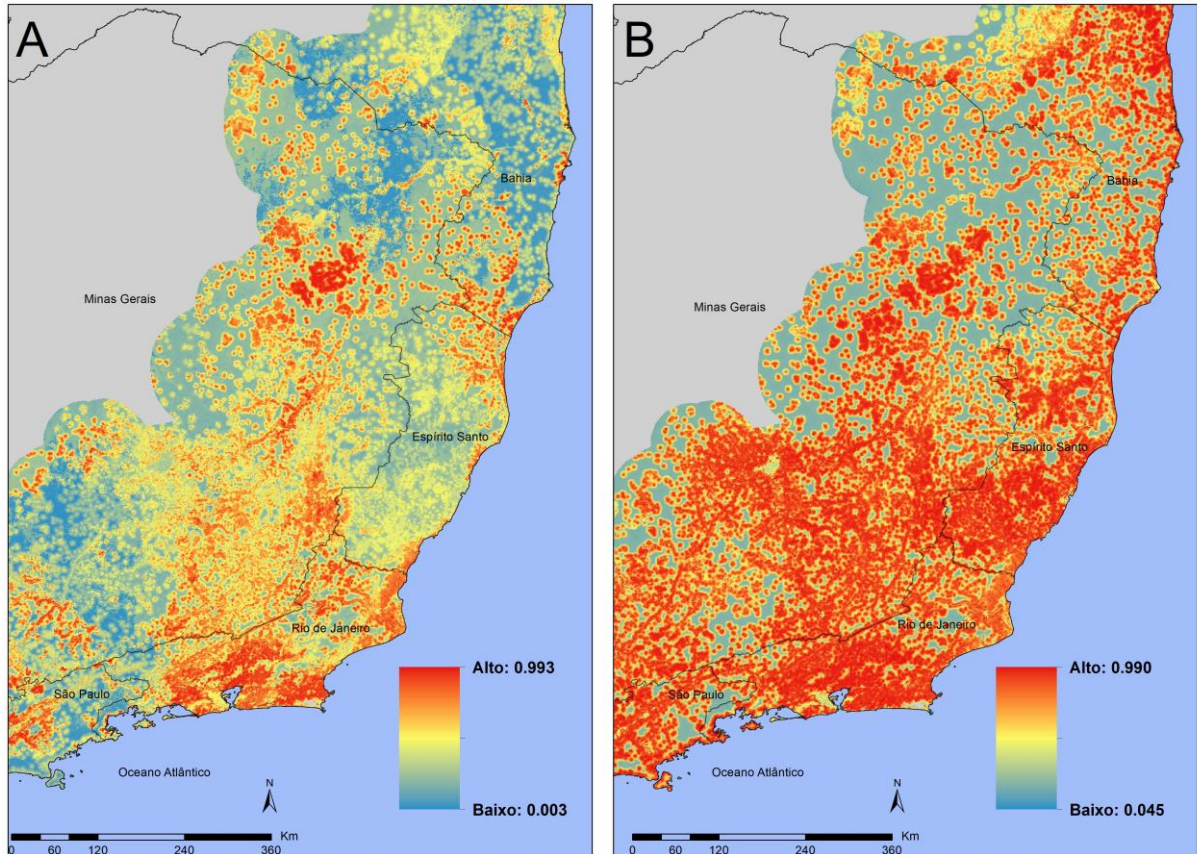 A
Bahia
Minas Gerais
Espírito Santo
Rio de Janeiro
São Paulo
Oceano Atlântico
Alto: 0.993
Baixo: 0.003
N
Km
0 60 120 240 360
B
Bahia
Minas Gerais
Espírito Santo
Rio de Janeiro
São Paulo
Oceano Atlântico
Alto: 0.990
Baixo: 0.045
N
Km
0 60 120 240 360